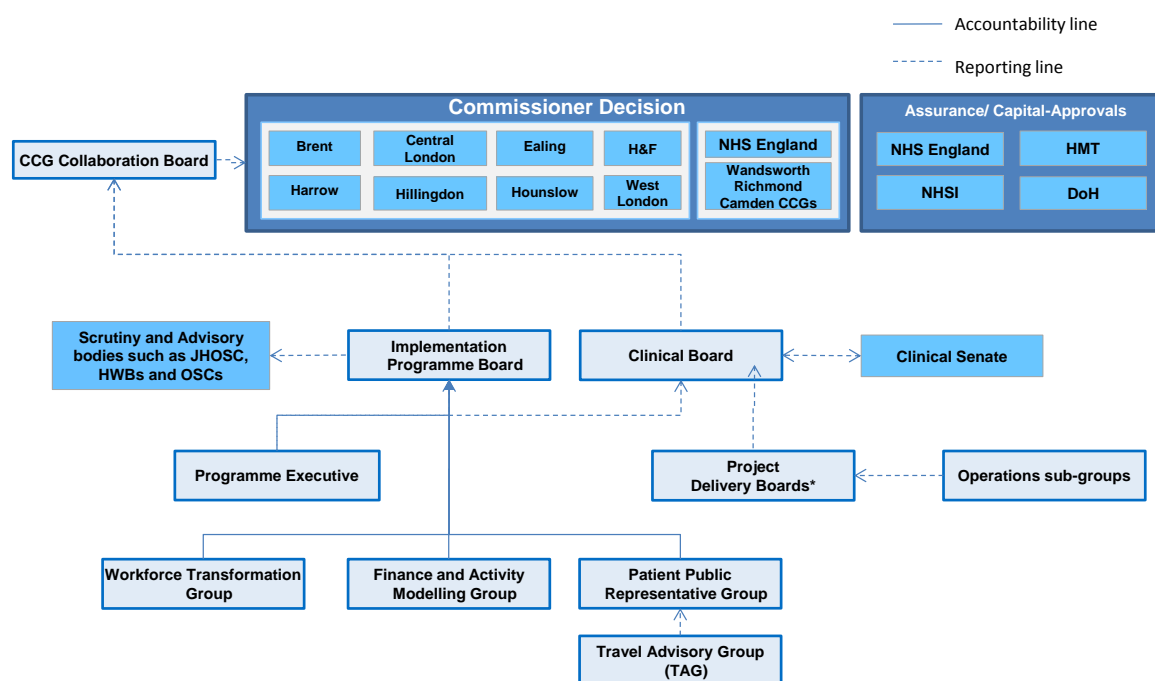 Accountability line
Reporting line
Commissioner Decision
Assurance/ Capital-Approvals
CCG Collaboration Board
Brent
Central
London
Ealing
H&F
Harrow
Hillingdon
Hounslow
West
London
NHS England
Wandsworth
Richmond
Camden CCGs
NHS England
HMT
NHSI
DoH
Scrutiny and Advisory
bodies such as JHOSC,
HWBs and OSCs
Implementation
Programme Board
Clinical Board
Clinical Senate
Programme Executive
Project
Delivery Boards*
Operations sub-groups
Workforce Transformation
Group
Finance and Activity
Modelling Group
Patient Public
Representative Group
Travel Advisory Group
(TAG)